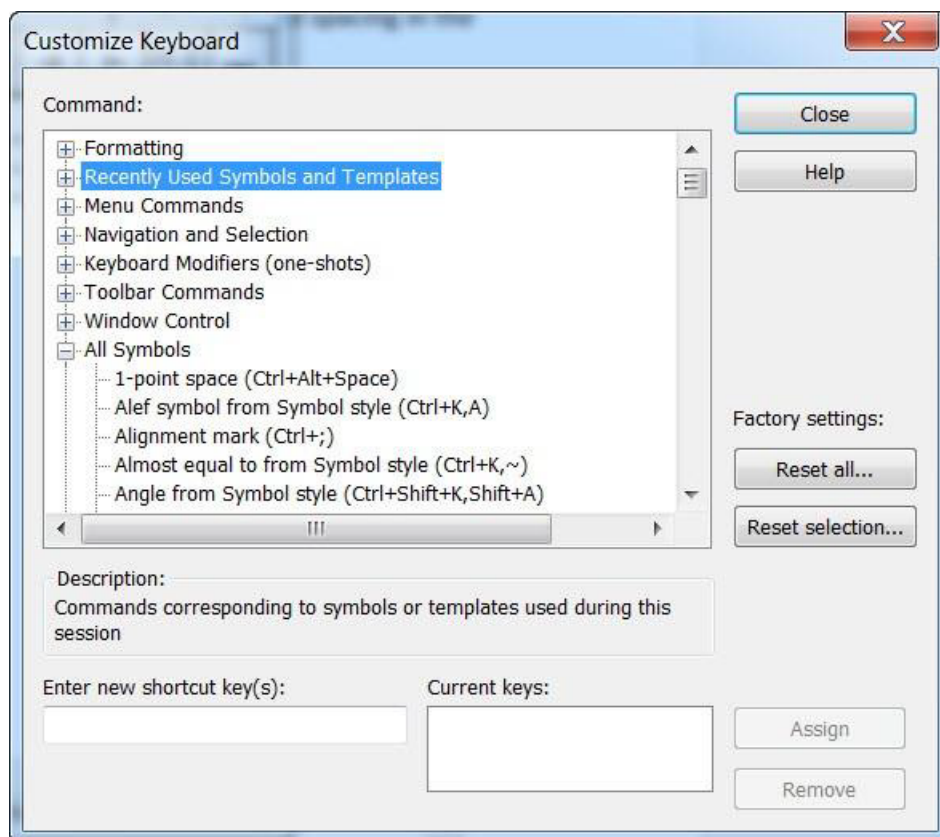 spacing in the
Customize Keyboard
Command:
Close
Help
Formatting
Recently Used Symbols and Templates
Menu Commands
Navigation and Selection
Keyboard Modifiers (one-shots)
Toolbar Commands
Window Control
All Symbols
1-point space (Ctrl+Alt+Space)
Alef symbol from Symbol style (Ctrl+K,A)
Alignment mark (Ctrl+;)
Almost equal to from Symbol style (Ctrl+K,~)
Angle from Symbol style (Ctrl+Shift+K,Shift+A)
Factory settings:
Reset all...
Reset selection...
Description:
Commands corresponding to symbols or templates used during this
session
Enter new shortcut key(s):
Current keys:
Assign
Remove